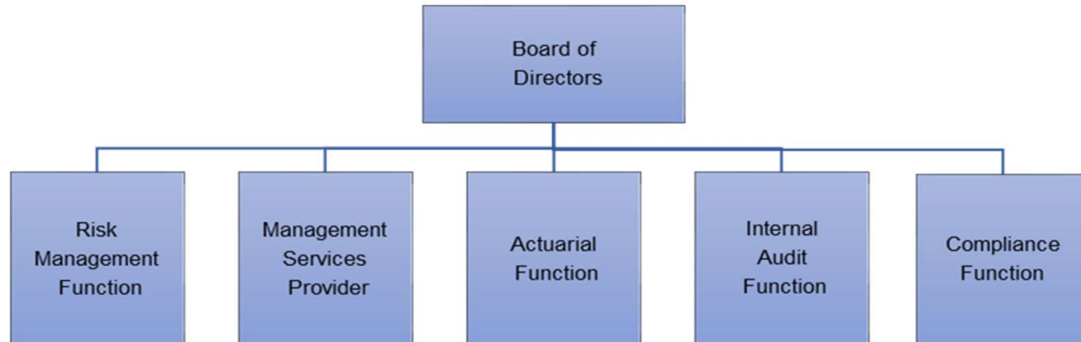 Board of
Directors
Risk
Management
Function
Management
Services
Provider
Actuarial
Function
Internal
Audit
Function
Compliance
Function